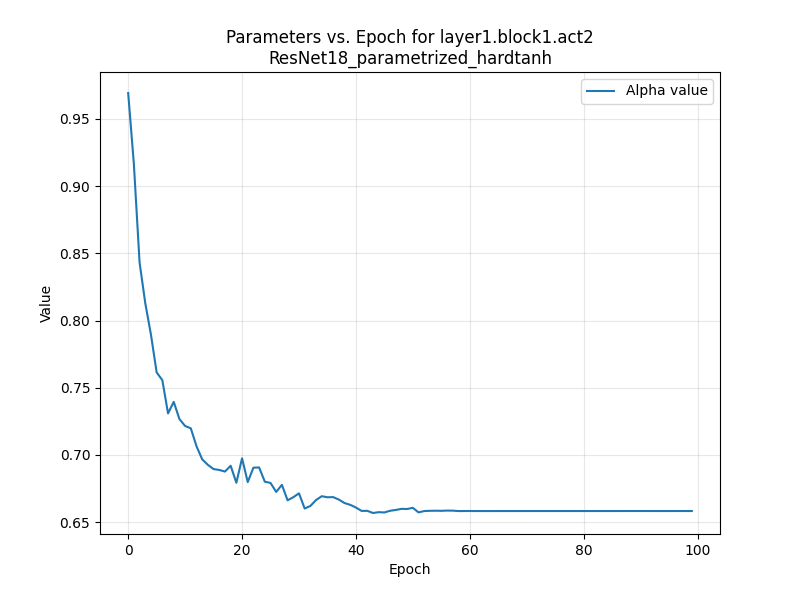 Parameters vs. Epoch for layer1.block1.act2
ResNet18_parametrized_hardtanh
Alpha value
0.95
0.90
0.85
0.80
0.75
0.70
0.65
Value
0 20 40 60 80 100
Epoch